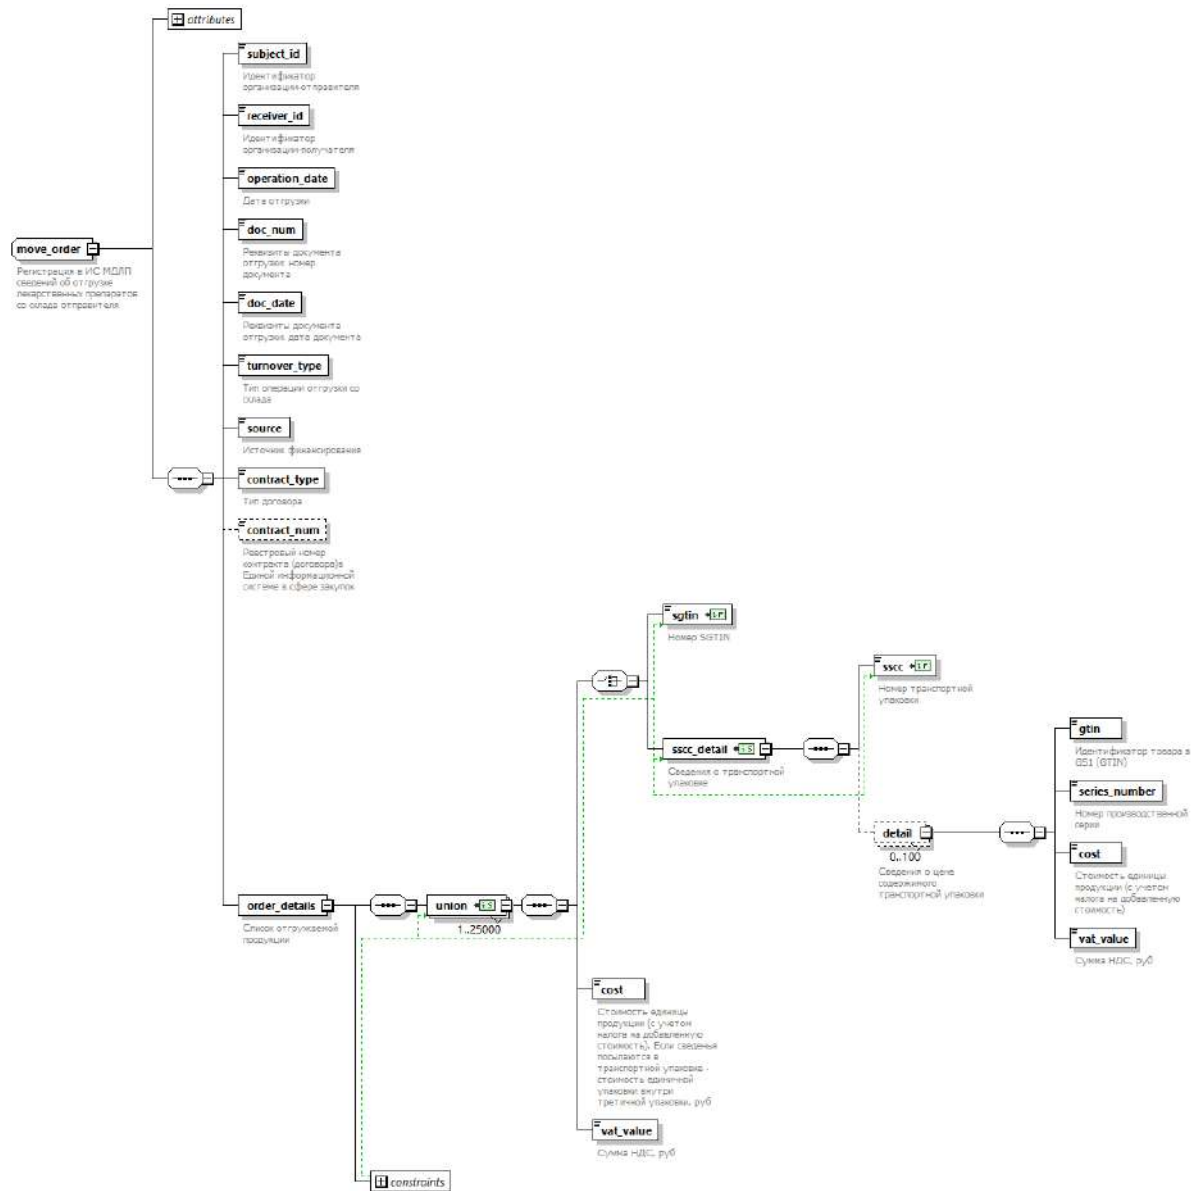 attributes
subject_id
Идентификатор
организации-отправителя
receiver_id
Идентификатор
организации-получателя
operation_date
Дата отгрузки
doc_num
Реквизиты документа
отгрузки: номер
документа
doc_date
Реквизиты документа
отгрузки: дата документа
turnover_type
Тип операции отгрузки со
склада
source
Источник финансирования
contract_type
Тип договора
contract_num
Реестровый номер
контракта (договора)в
Единой информационной
системе в сфере закупок
move_order
Регистрация в ИС МДЛП
сведений об отгрузке
лекарственных препаратов
со склада отправителя
order_details
Список отгружаемой
продукции
union
1..25000
sgtin
Номер SGTIN
sscc_detail
Сведения о транспортной
упаковке
sscc
Номер транспортной
упаковки
detail
0..100
Сведения о цене
содержимого
транспортной упаковки
gtin
Идентификатор товара в
GS1 (GTIN)
series_number
Номер производственной
серии
cost
Стоимость единицы
продукции (с учетом
налога на добавленную
стоимость)
vat_value
Сумма НДС, руб
cost
Стоимость единицы
продукции (с учетом
налога на добавленную
стоимость). Если сведенья
посылаются в
транспортной упаковке -
стоимость единичной
упаковки внутри
третичной упаковки, руб
vat_value
Сумма НДС, руб
constraints